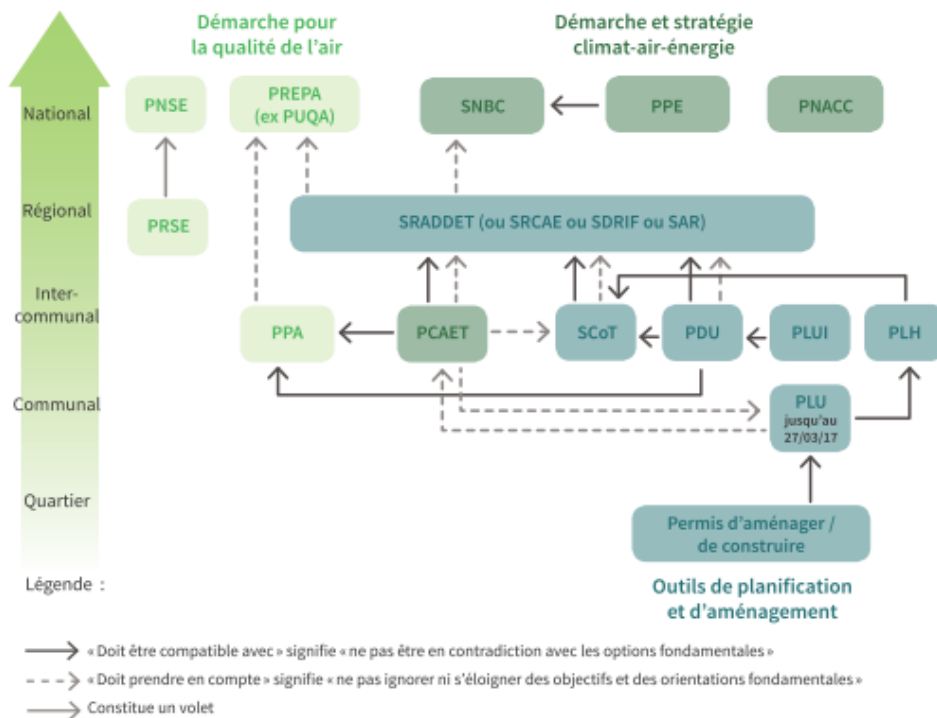 Démarche pour
la qualité de l'air
Démarche et stratégie
climat-air-énergie
National
PNSE
PREPA
(ex PUQA)
SNBC
PPE
PNACC
Régional
PRSE
SRADDET (ou SRCAE ou SDRIF ou SAR)
Inter-
communal
PPA
PCAET
SCoT
PDU
PLUI
PLH
Communal
PLU
jusqu'au
27/03/17
Quartier
Permis d'aménager /
de construire
Légende :
Outils de planification
et d'aménagement
« Doit être compatible avec » signifie « ne pas être en contradiction avec les options fondamentales »
« Doit prendre en compte » signifie « ne pas ignorer ni s'éloigner des objectifs et des orientations fondamentales »
Constitue un volet